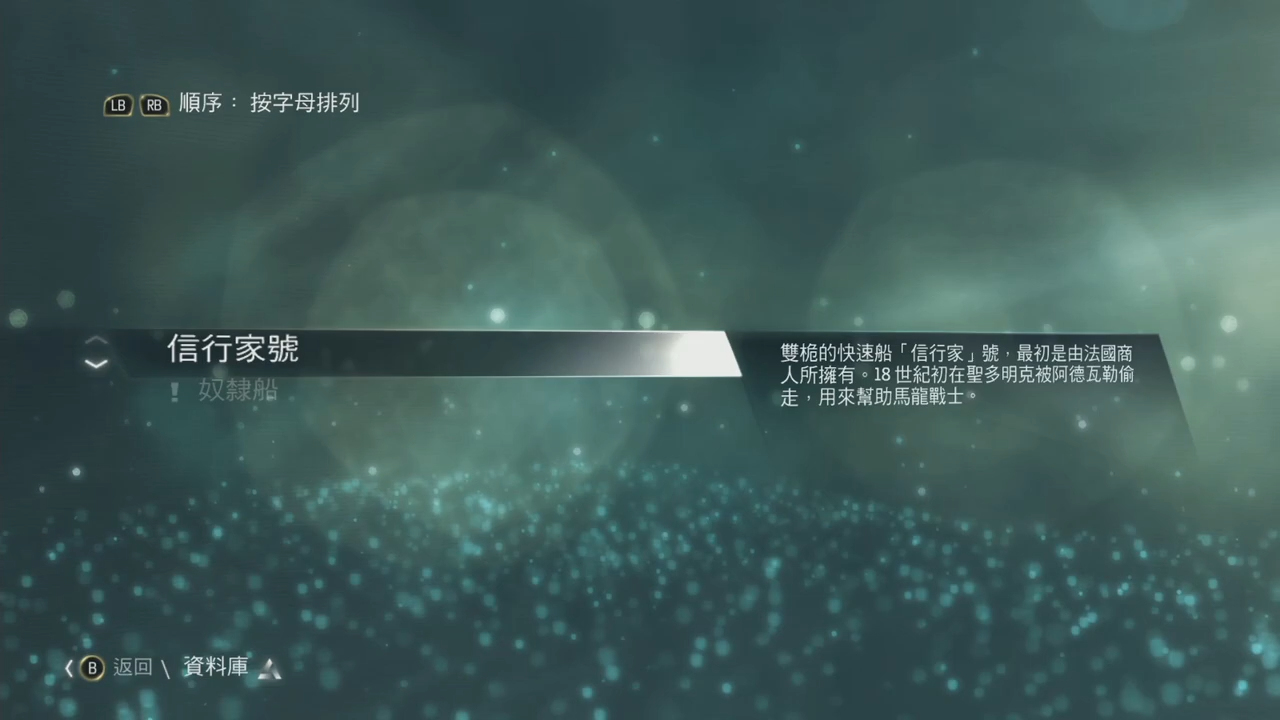 LB RB 順序： 按字母排列
信行家號
! 奴隸船
雙桅的快速船「信行家」號，最初是由法國商
人所擁有。18 世紀初在聖多明克被阿德瓦勒偷
走，用來幫助馬龍戰士。
B 返回 \ 資料庫